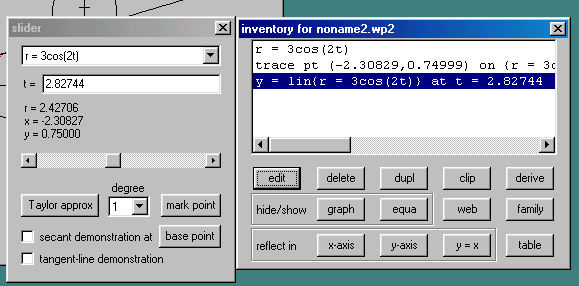 slider
r = 3cos(2t)
t = 2.82744
r = 2.42706
x = -2.30827
y = 0.75000
degree
Taylor approx 1 mark point
secant demonstration at base point
tangent-line demonstration
inventory for noname2.wp2
r = 3cos(2t)
trace pt (-2.30829,0.74999) on {r = 3c
y = lin{r = 3cos(2t)} at t = 2.82744
edit delete dupl clip derive
hide/show graph equa web family
reflect in x-axis y-axis y = x table